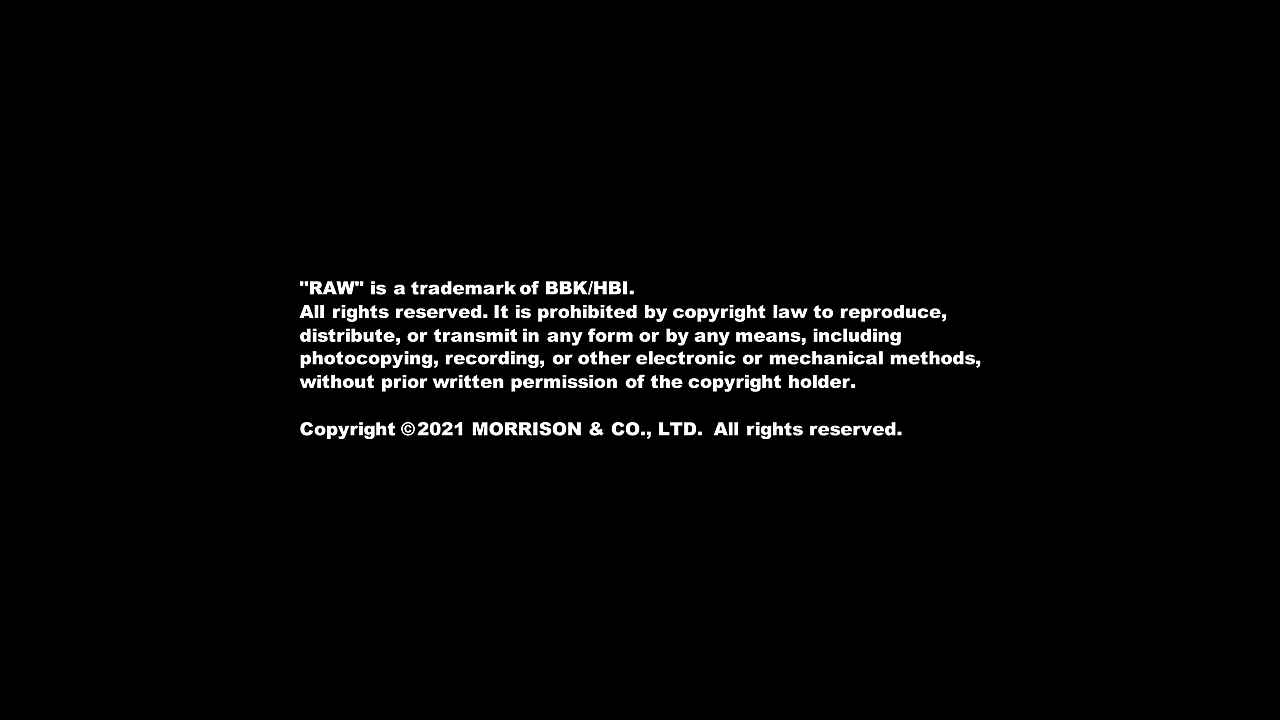 "RAW" is a trademark of BBK/HBI.
All rights reserved. It is prohibited by copyright law to reproduce,
distribute, or transmit in any form or by any means, including
photocopying, recording, or other electronic or mechanical methods,
without prior written permission of the copyright holder.
Copyright ©2021 MORRISON & CO., LTD.  All rights reserved.